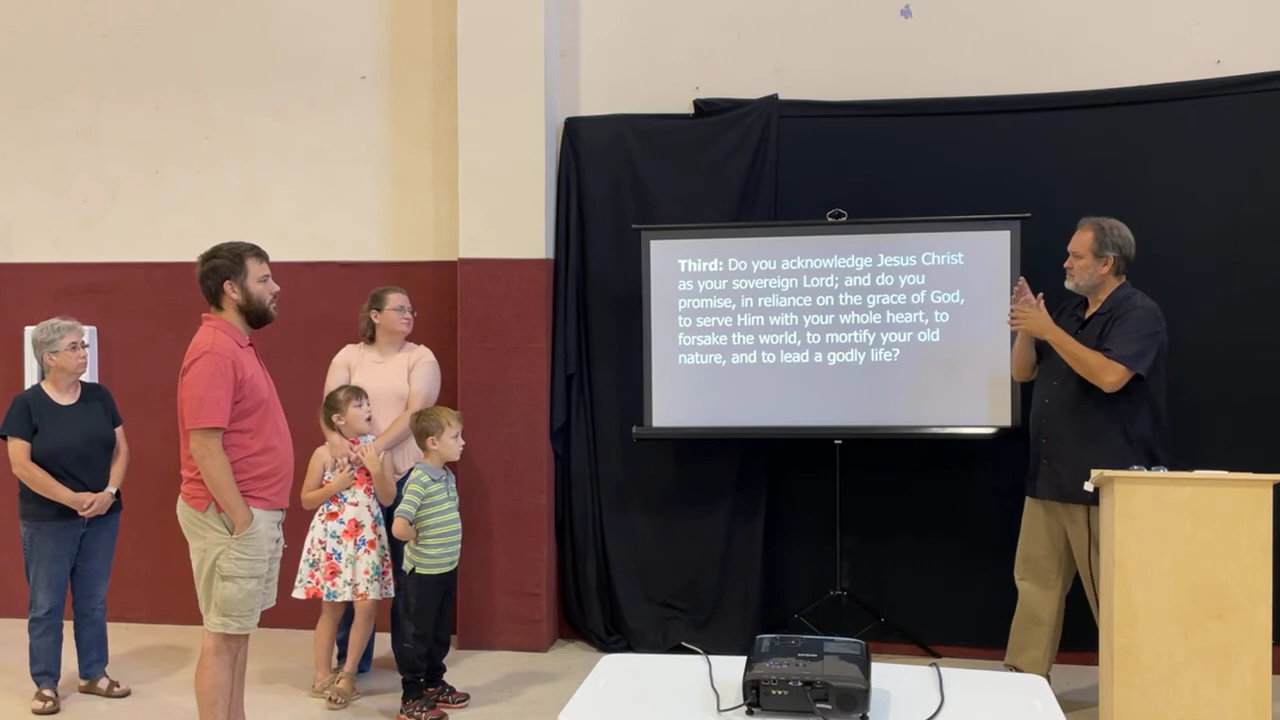 Third: Do you acknowledge Jesus Christ
as your sovereign Lord; and do you
promise, in reliance on the grace of God,
to serve Him with your whole heart, to
forsake the world, to mortify your old
nature, and to lead a godly life?